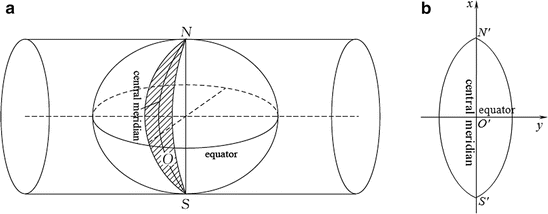 a
N
central meridian
O
equator
S
b
x
N′
central meridian
equator
O′
y
S′